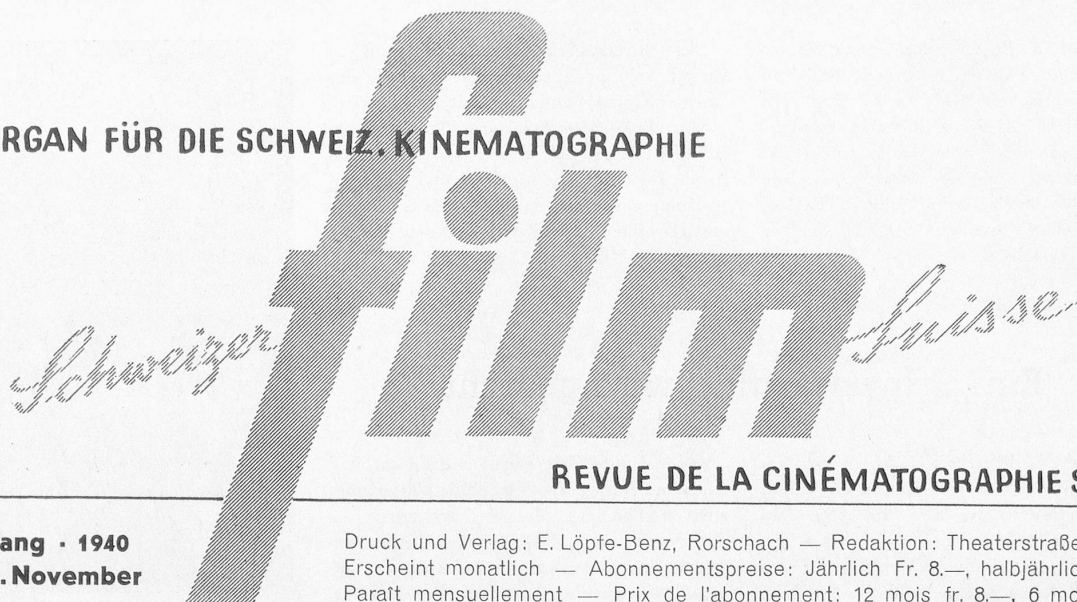 RGAN FÜR DIE SCHWEIZ. KINEMATOGRAPHIE
Schweizer film Suisse
REVUE DE LA CINÉMATOGRAPHIE S
ang · 1940
. November
Druck und Verlag: E. Löpfe-Benz, Rorschach — Redaktion: Theaterstraße
Erscheint monatlich — Abonnementspreise: Jährlich Fr. 8.—, halbjährlic
Paraît mensuellement — Prix de l'abonnement: 12 mois fr. 8.—, 6 mo